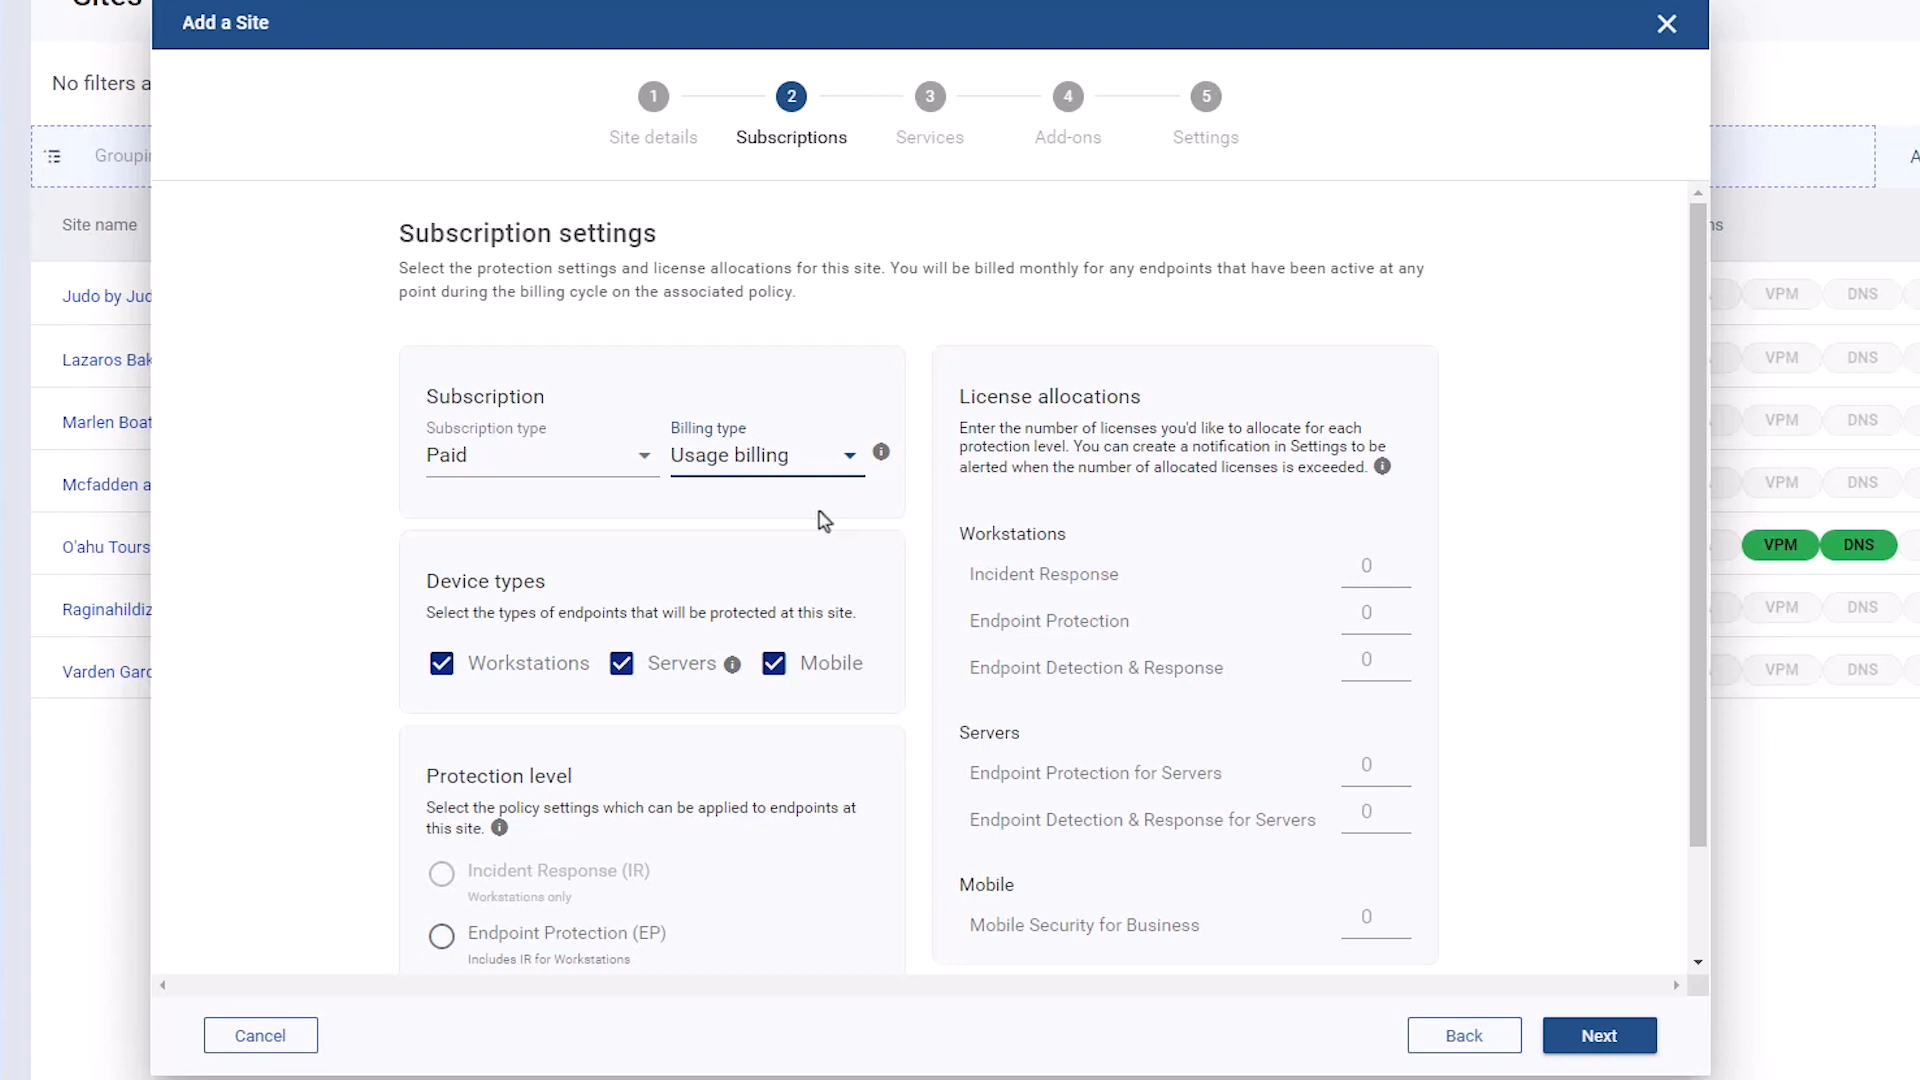 Sites
Add a Site
No filters a
1
2
3
4
5
Site details
Subscriptions
Services
Add-ons
Settings
Groupin
A
Site name
ns
Subscription settings
Select the protection settings and license allocations for this site. You will be billed monthly for any endpoints that have been active at any
point during the billing cycle on the associated policy.
Judo by Jud
VPM
DNS
Lazaros Bak
VPM
DNS
Marlen Boat
VPM
DNS
Mcfadden a
VPM
DNS
O'ahu Tours
VPM
DNS
Raginahildiz
VPM
DNS
Varden Gard
VPM
DNS
Subscription
Subscription type
Billing type
Paid
Usage billing
Device types
Select the types of endpoints that will be protected at this site.
Workstations
Servers
Mobile
Protection level
Select the policy settings which can be applied to endpoints at
this site.
Incident Response (IR)
Workstations only
Endpoint Protection (EP)
Includes IR for Workstations
License allocations
Enter the number of licenses you'd like to allocate for each
protection level. You can create a notification in Settings to be
alerted when the number of allocated licenses is exceeded.
Workstations
Incident Response 0
Endpoint Protection 0
Endpoint Detection & Response 0
Servers
Endpoint Protection for Servers 0
Endpoint Detection & Response for Servers 0
Mobile
Mobile Security for Business 0
Cancel
Back
Next